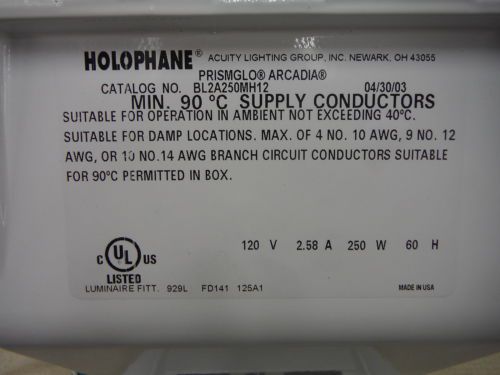 HOLOPHANE® ACUITY LIGHTING GROUP, INC. NEWARK, OH 43055
PRISMGLO® ARCADIA®
CATALOG NO. BL2A250MH12 04/30/03
MIN. 90 °C SUPPLY CONDUCTORS
SUITABLE FOR OPERATION IN AMBIENT NOT EXCEEDING 40°C.
SUITABLE FOR DAMP LOCATIONS. MAX. OF 4 NO. 10 AWG, 9 NO. 12
AWG, OR 10 NO.14 AWG BRANCH CIRCUIT CONDUCTORS SUITABLE
FOR 90°C PERMITTED IN BOX.
120 V 2.58 A 250 W 60 H
C UL US
LISTED
LUMINAIRE FITT. 929L FD141 125A1 MADE IN USA